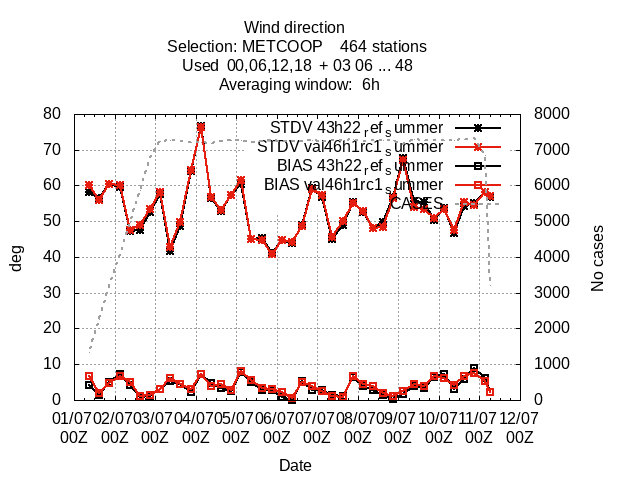 Wind direction
Selection: METCOOP 464 stations
Used 00,06,12,18 + 03 06 ... 48
Averaging window: 6h
80 8000
STDV 43h22_ref_summer
70 7000
STDV val46h1rc1_summer
BIAS 43h22_ref_summer
60 6000
BIAS val46h1rc1_summer
CASES
50 5000
40 4000
deg
No cases
30 3000
20 2000
10 1000
0 0
01/07 02/07 03/07 04/07 05/07 06/07 07/07 08/07 09/07 10/07 11/07 12/07
00Z 00Z 00Z 00Z 00Z 00Z 00Z 00Z 00Z 00Z 00Z 00Z
Date